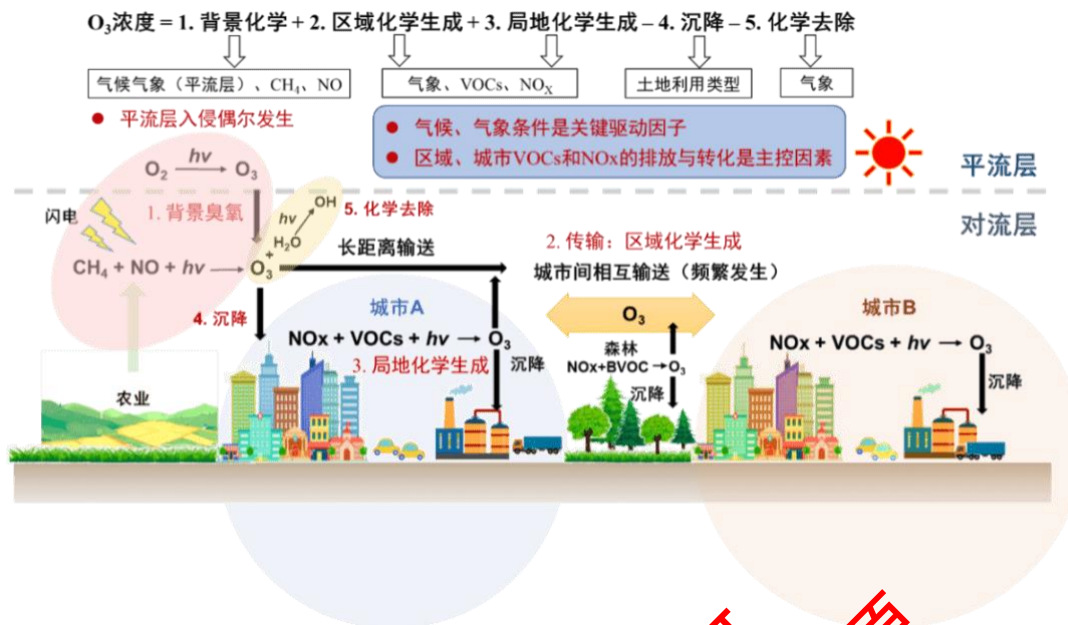 O₃浓度 = 1. 背景化学 + 2. 区域化学生成 + 3. 局地化学生成 – 4. 沉降 – 5. 化学去除
气候气象（平流层）、CH₄、NO
气象、VOCs、NOX
土地利用类型
气象
● 平流层入侵偶尔发生
● 气候、气象条件是关键驱动因子
● 区域、城市VOCs和NOx的排放与转化是主控因素
平流层
O₂ hv → O₃
对流层
闪电
1. 背景臭氧
hv
OH
H₂O
+
5. 化学去除
CH₄ + NO + hv → O₃
长距离输送
2. 传输：区域化学生成
城市间相互输送（频繁发生）
4. 沉降
城市A
NOx + VOCs + hv → O₃
3. 局地化学生成
沉降
O₃
森林
NOx+BVOC →O₃
沉降
城市B
NOx + VOCs + hv → O₃
沉降
农业